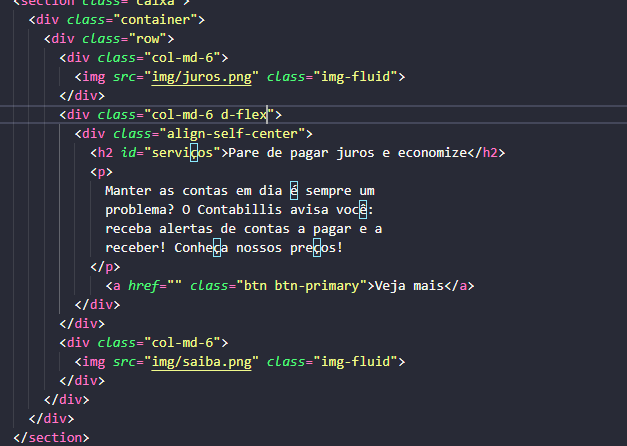 <section class="caixa">
<div class="container">
<div class="row">
<div class="col-md-6">
<img src="img/juros.png" class="img-fluid">
</div>
<div class="col-md-6 d-flex">
<div class="align-self-center">
<h2 id="serviços">Pare de pagar juros e economize</h2>
<p>
Manter as contas em dia é sempre um
problema? O Contabillis avisa você:
receba alertas de contas a pagar e a
receber! Conheça nossos preços!
</p>
<a href="" class="btn btn-primary">Veja mais</a>
</div>
</div>
<div class="col-md-6">
<img src="img/saiba.png" class="img-fluid">
</div>
</div>
</div>
</section>